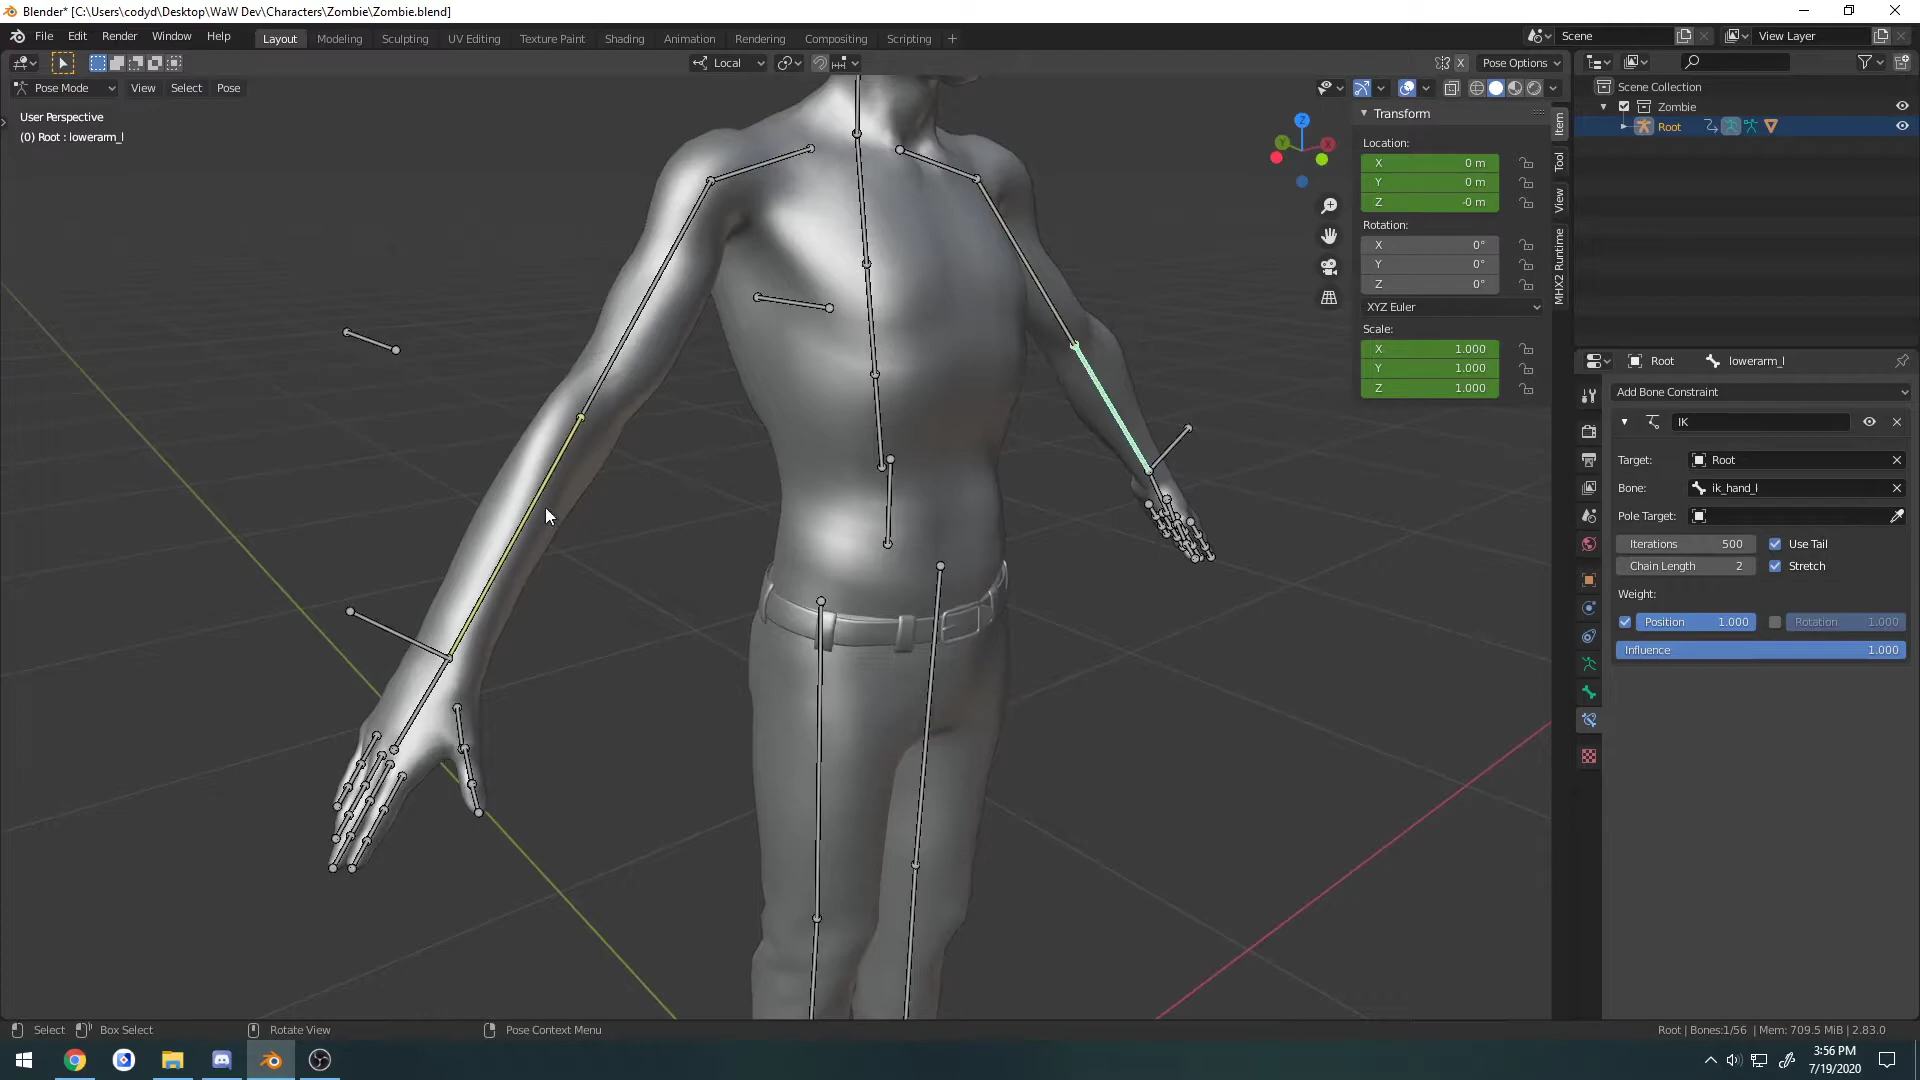 Blender* [C:\Users\codyd\Desktop\WaW Dev\Characters\Zombie\Zombie.blend]
File Edit Render Window Help Layout Modeling Sculpting UV Editing Texture Paint Shading Animation Rendering Compositing Scripting Scene View Layer
Local X Pose Options
Pose Mode View Select Pose
User Perspective
(0) Root : lowerarm_l
Transform
Location:
X 0 m
Y 0 m
Z -0 m
Rotation:
X 0°
Y 0°
Z 0°
XYZ Euler
Scale:
X 1.000
Y 1.000
Z 1.000
Item
Tool
View
MHX2 Runtime
Z
Y
X
Scene Collection
Zombie
Root
Root lowerarm_l
Add Bone Constraint
IK
Target: Root
Bone: ik_hand_l
Pole Target:
Iterations 500 Use Tail
Chain Length 2 Stretch
Weight:
Position 1.000 Rotation 1.000
Influence 1.000
Select Box Select Rotate View Pose Context Menu Root | Bones:1/56 | Mem: 709.5 MiB | 2.83.0
3:56 PM
7/19/2020